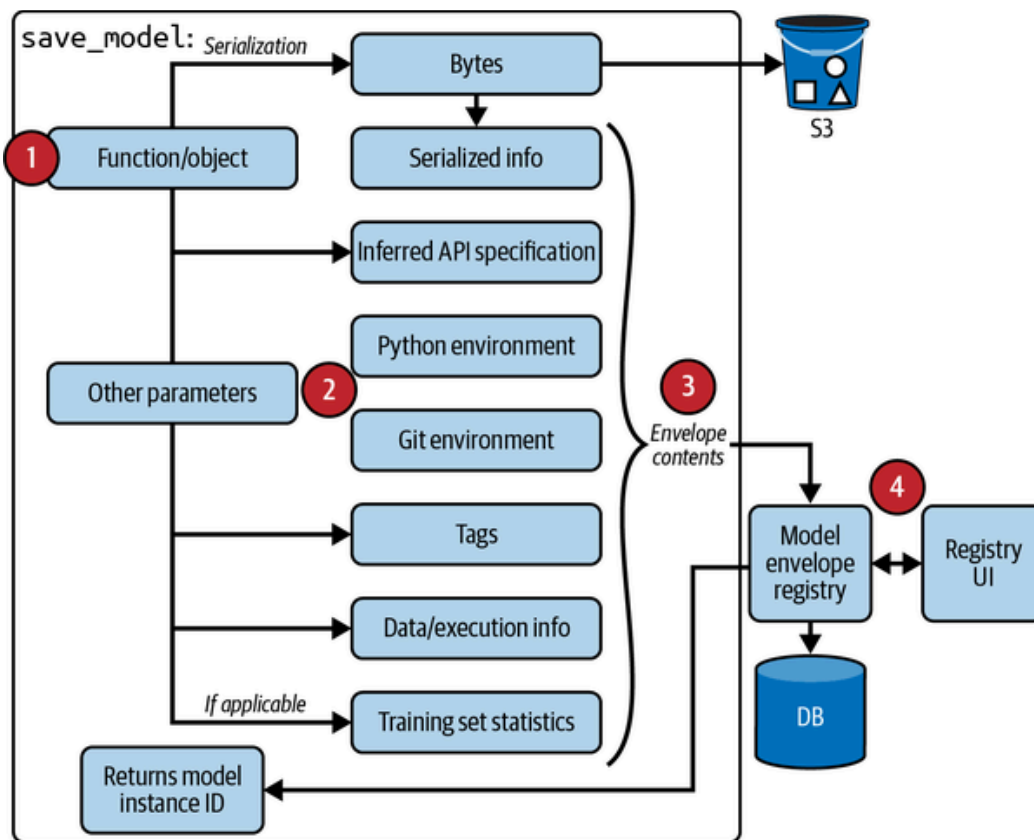 save_model:
Serialization
Bytes
S3
1
Function/object
Serialized info
Inferred API specification
Python environment
Other parameters
2
3
Git environment
Envelope
contents
4
Tags
Model
envelope
registry
Registry
UI
Data/execution info
If applicable
Training set statistics
DB
Returns model
instance ID